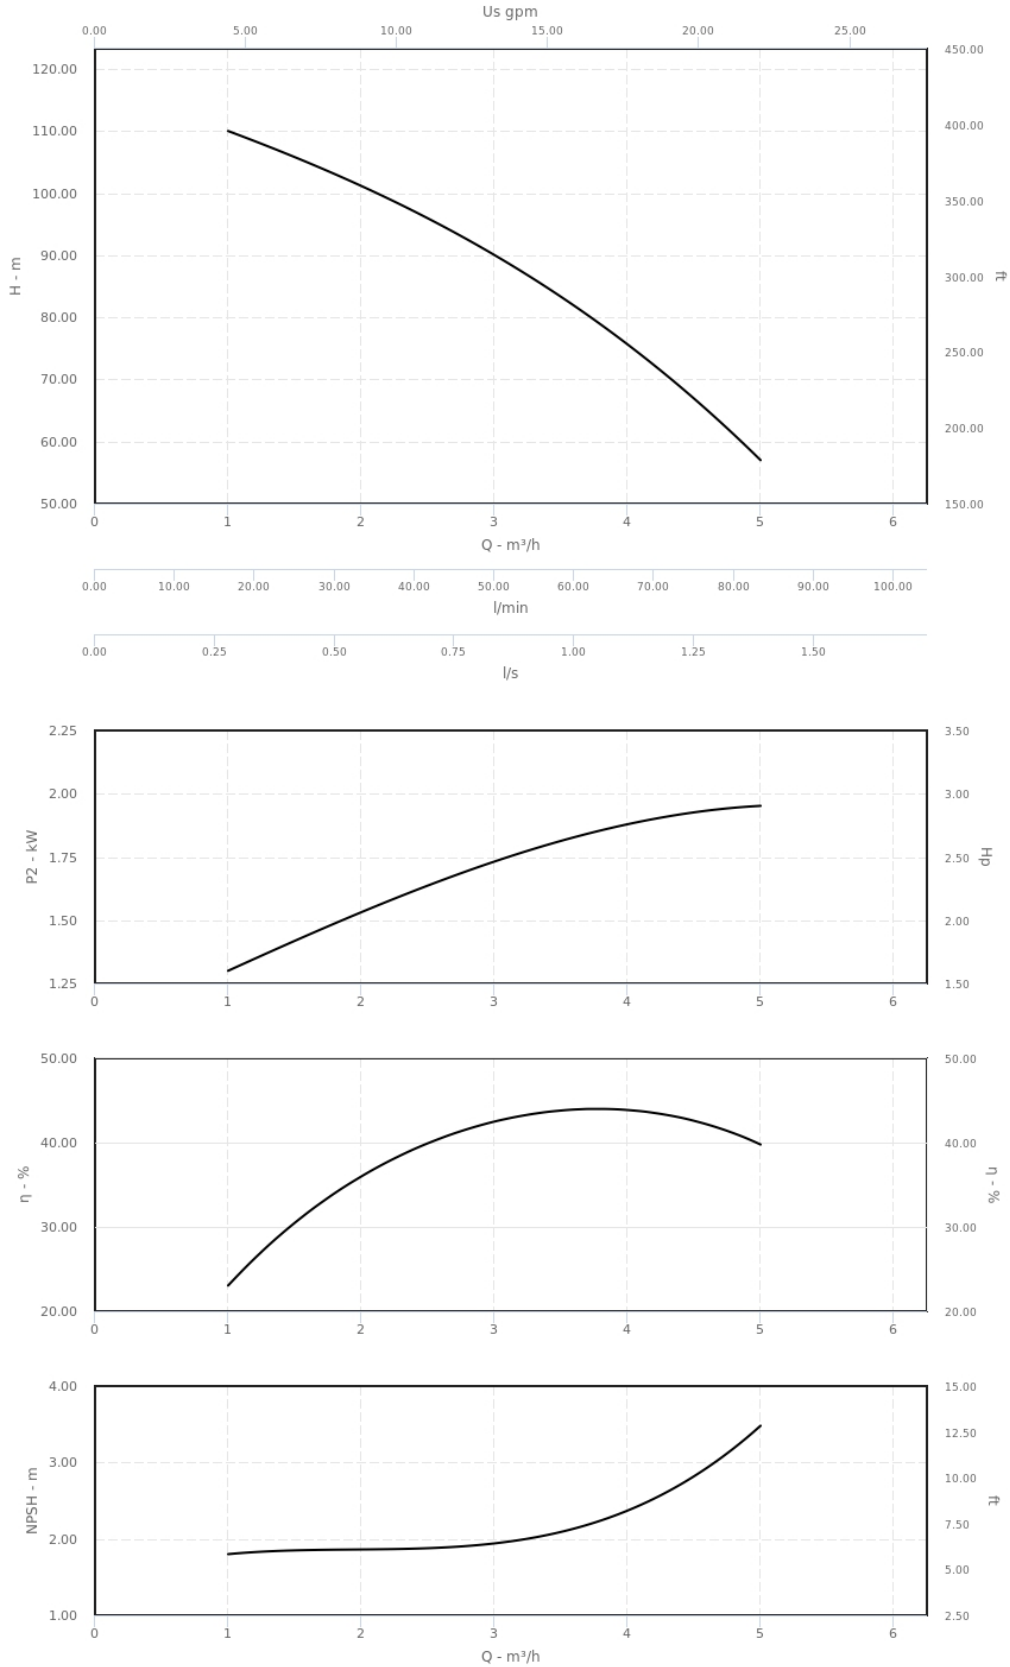 Us gpm
0.00 5.00 10.00 15.00 20.00 25.00
120.00 110.00 100.00 90.00 80.00 70.00 60.00 50.00
H - m
450.00 400.00 350.00 300.00 250.00 200.00 150.00
ft
0 1 2 3 4 5 6
Q - m³/h
0.00 10.00 20.00 30.00 40.00 50.00 60.00 70.00 80.00 90.00 100.00
l/min
0.00 0.25 0.50 0.75 1.00 1.25 1.50
l/s
2.25 2.00 1.75 1.50 1.25
P2 - kW
3.50 3.00 2.50 2.00 1.50
Hp
0 1 2 3 4 5 6
50.00 40.00 30.00 20.00
η - %
50.00 40.00 30.00 20.00
η - %
0 1 2 3 4 5 6
4.00 3.00 2.00 1.00
NPSH - m
15.00 12.50 10.00 7.50 5.00 2.50
ft
0 1 2 3 4 5 6
Q - m³/h